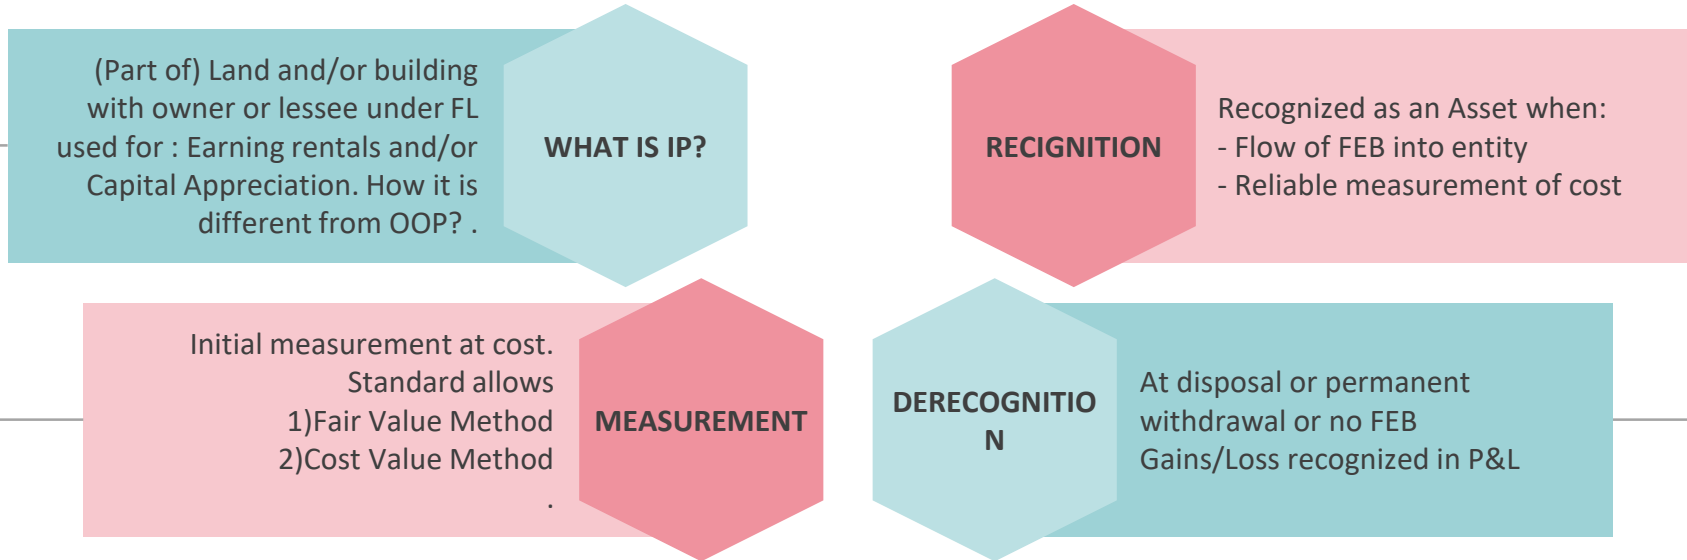 (Part of) Land and/or building
with owner or lessee under FL
used for : Earning rentals and/or
Capital Appreciation. How it is
different from OOP? .
WHAT IS IP?
RECIGNITION
Recognized as an Asset when:
- Flow of FEB into entity
- Reliable measurement of cost
Initial measurement at cost.
Standard allows
1)Fair Value Method
2)Cost Value Method
.
MEASUREMENT
DERECOGNITIO
N
At disposal or permanent
withdrawal or no FEB
Gains/Loss recognized in P&L